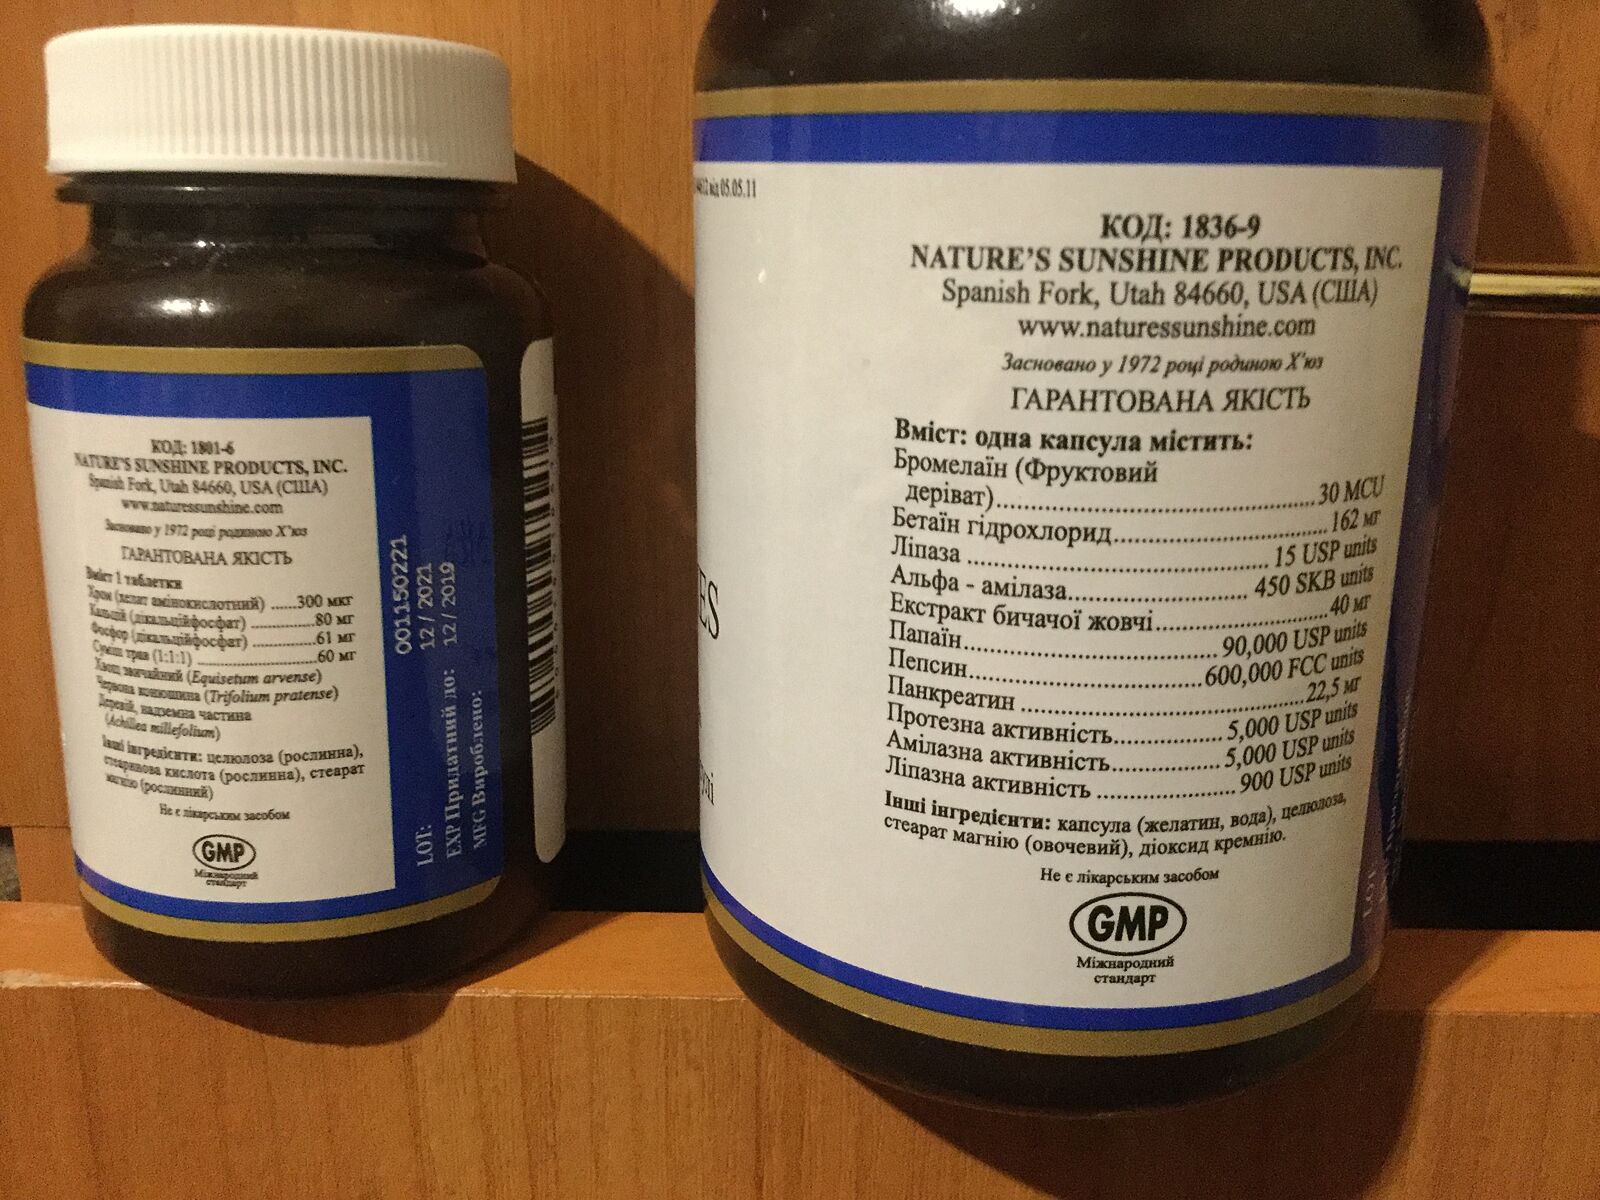 КОД: 1801-6
NATURE'S SUNSHINE PRODUCTS, INC.
Spanish Fork, Utah 84660, USA (США)
www.naturessunshine.com
Засновано у 1972 році родиною Х'юз
ГАРАНТОВАНА ЯКІСТЬ
Вміст 1 таблетки
Хром (хелат амінокислотний) ......300 мкг
Кальцій (дікальційфосфат) ..............80 мг
Фосфор (дікальційфосфат) ..............61 мг
Суміш трав (1:1:1) ..........................60 мг
Хвощ звичайний (Equisetum arvense)
Червона конюшина (Trifolium pratense)
Деревій, надземна частина
(Achillea millefolium)
Інші інгредієнти: целюлоза (рослинна),
стеаринова кислота (рослинна), стеарат
магнію (рослинний)
Не є лікарським засобом
GMP
Міжнародний
стандарт
LOT: 001150221
EXP Придатний до: 12 / 2021
MFG Вироблено: 12 / 2019
від 05.05.11
ES
КОД: 1836-9
NATURE'S SUNSHINE PRODUCTS, INC.
Spanish Fork, Utah 84660, USA (США)
www.naturessunshine.com
Засновано у 1972 році родиною Х'юз
ГАРАНТОВАНА ЯКІСТЬ
Вміст: одна капсула містить:
Бромелаїн (Фруктовий
деріват)..........................................30 MCU
Бетаїн гідрохлорид............................162 мг
Ліпаза ........................................15 USP units
Альфа - амілаза........................ 450 SKB units
Екстракт бичачої жовчі.......................40 мг
Папаїн..................................90,000 USP units
Пепсин................................600,000 FCC units
Панкреатин ......................................22,5 мг
Протезна активність...............5,000 USP units
Амілазна активність...............5,000 USP units
Ліпазна активність ...................900 USP units
Інші інгредієнти: капсула (желатин, вода), целюлоза,
стеарат магнію (овочевий), діоксид кремнію.
Не є лікарським засобом
GMP
Міжнародний
стандарт
LOT